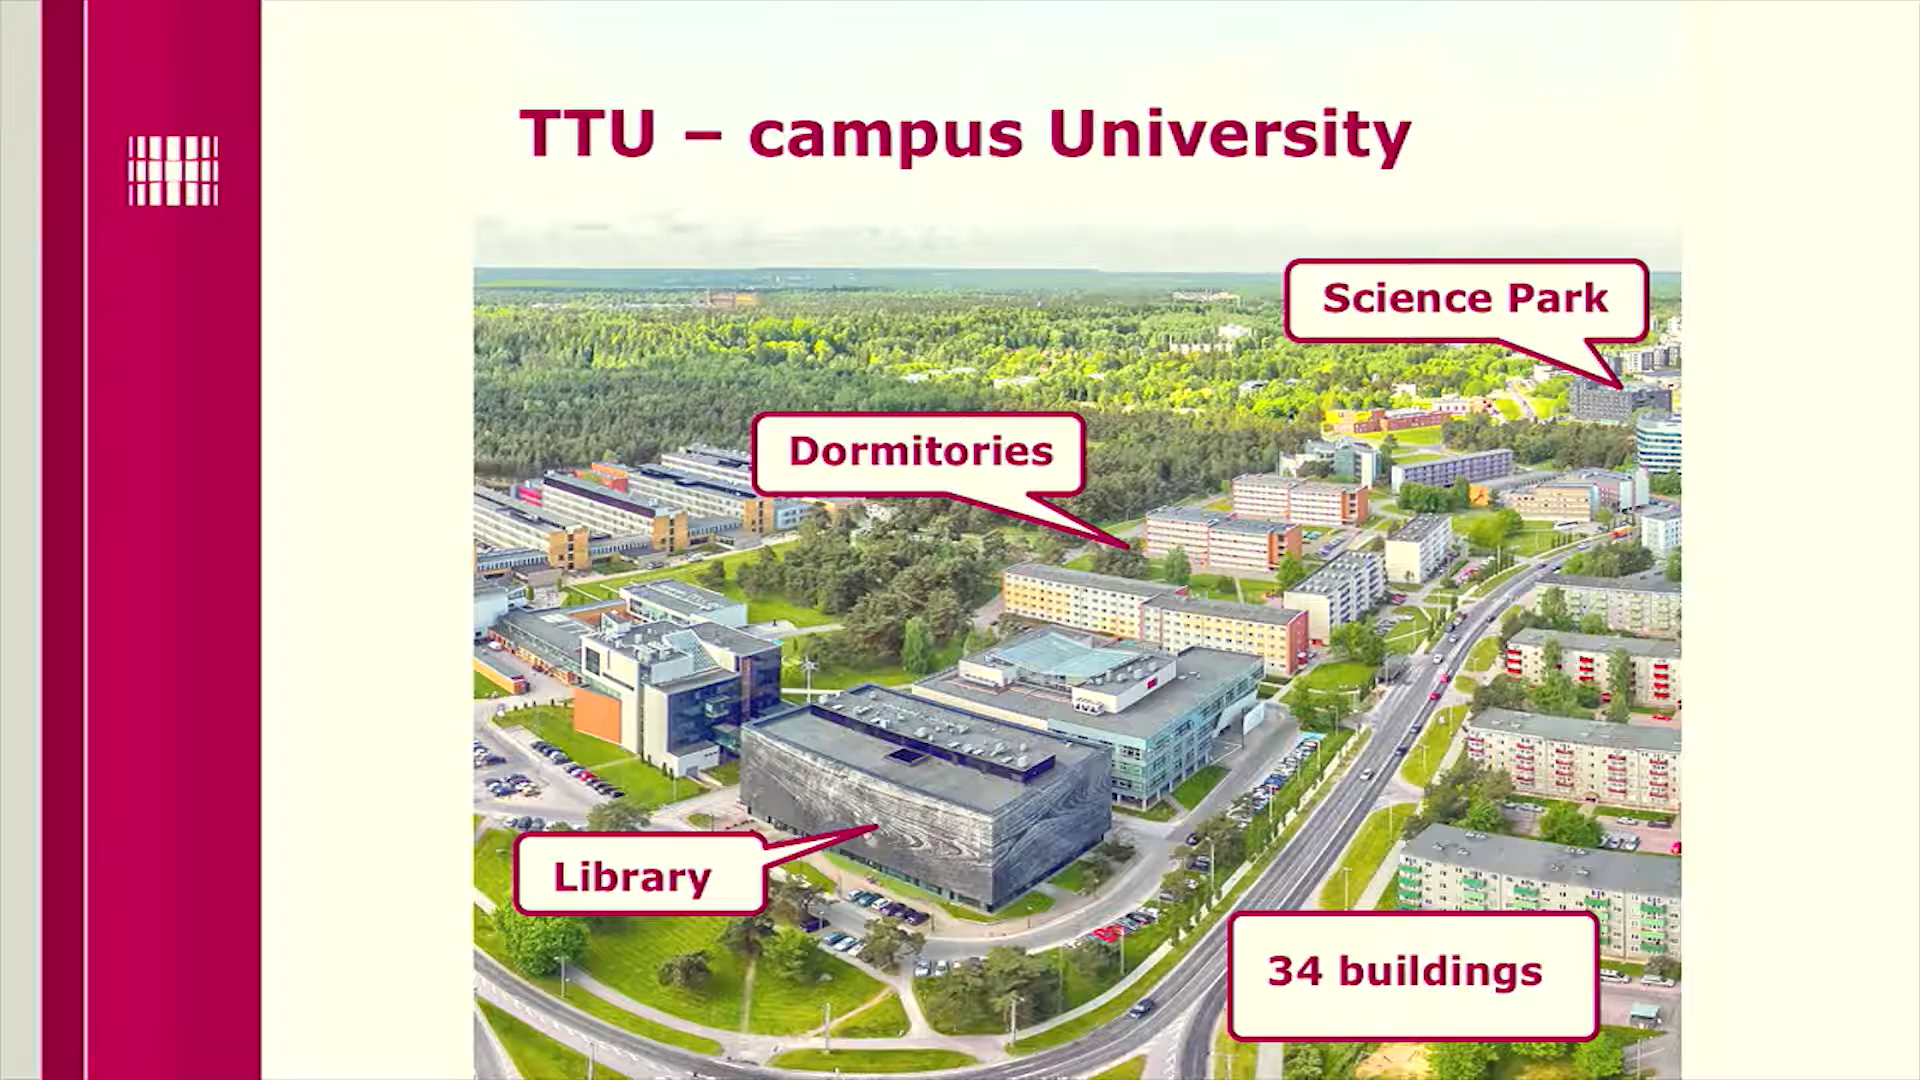 TTU – campus University
Science Park
Dormitories
Library
34 buildings